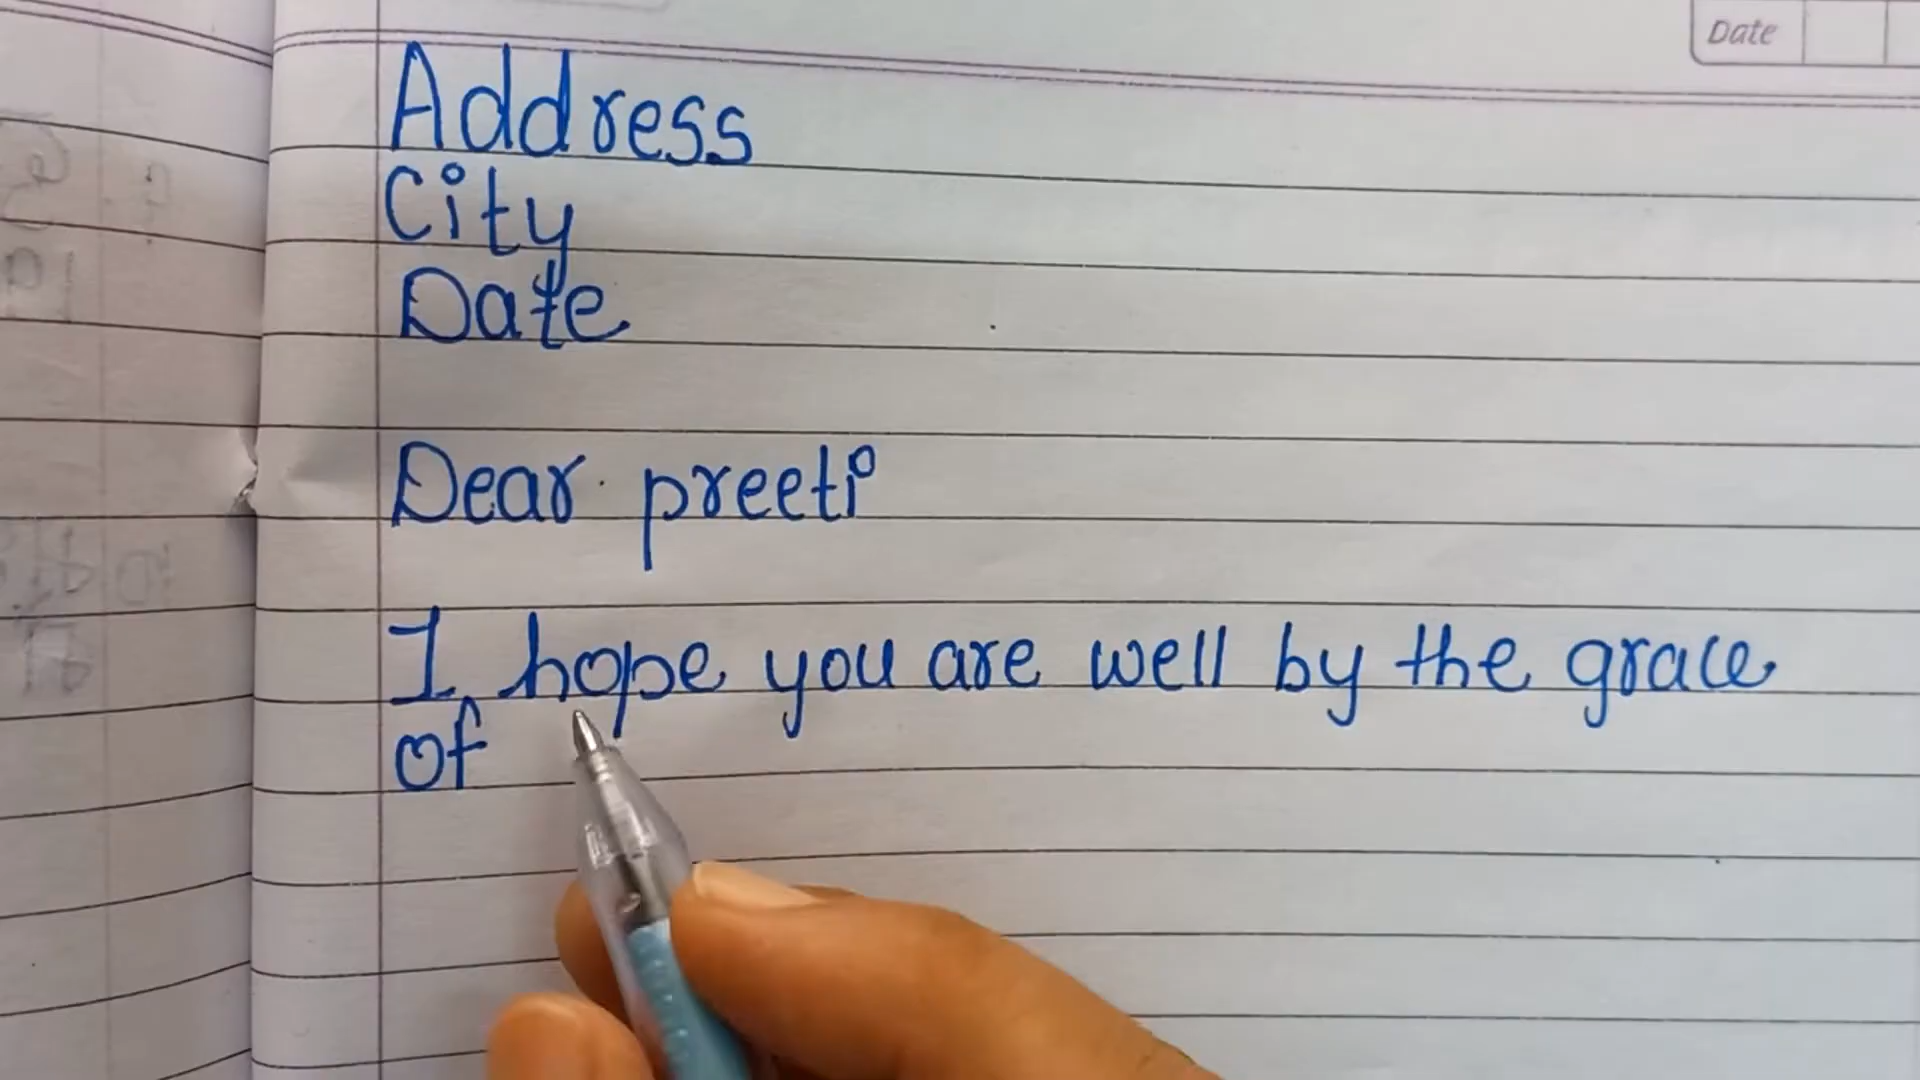 Date
Address
City
Date
Dear preeti
I hope you are well by the grace
of